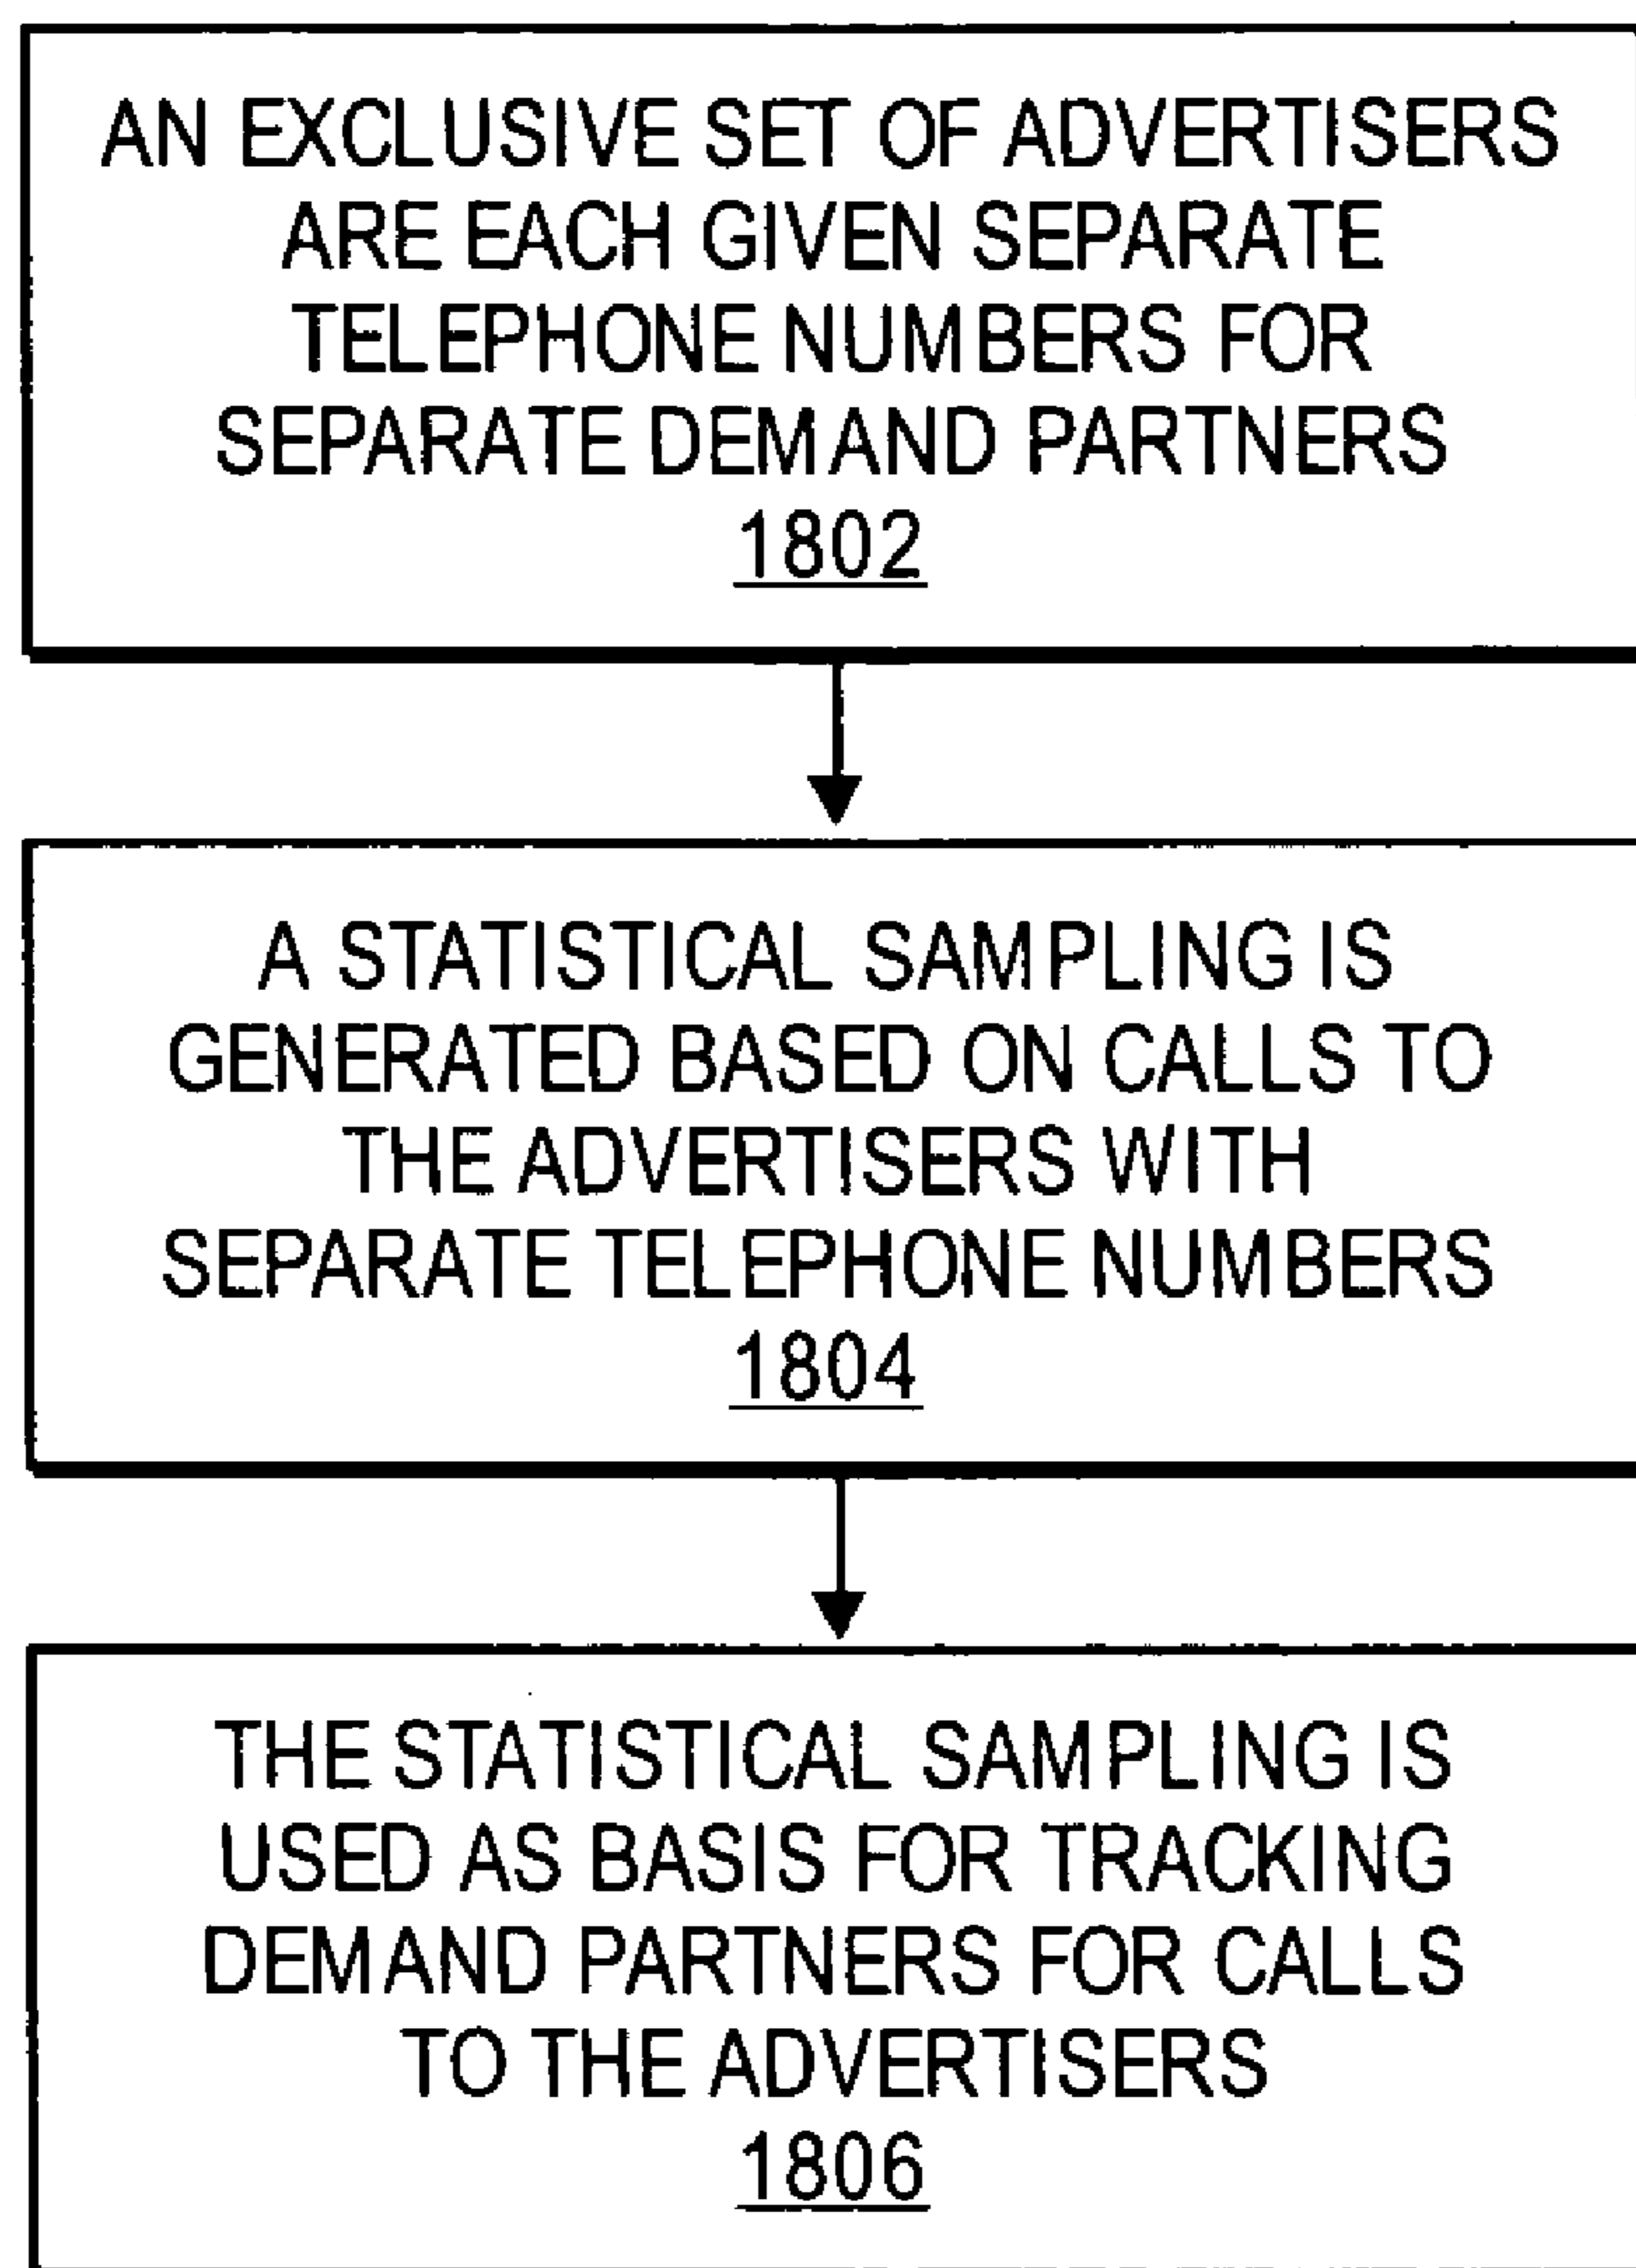 AN EXCLUSIVE SET OF ADVERTISERS
ARE EACH GIVEN SEPARATE
TELEPHONE NUMBERS FOR
SEPARATE DEMAND PARTNERS
1802
A STATISTICAL SAMPLING IS
GENERATED BASED ON CALLS TO
THE ADVERTISERS WITH
SEPARATE TELEPHONE NUMBERS
1804
THE STATISTICAL SAMPLING IS
USED AS BASIS FOR TRACKING
DEMAND PARTNERS FOR CALLS
TO THE ADVERTISERS
1806